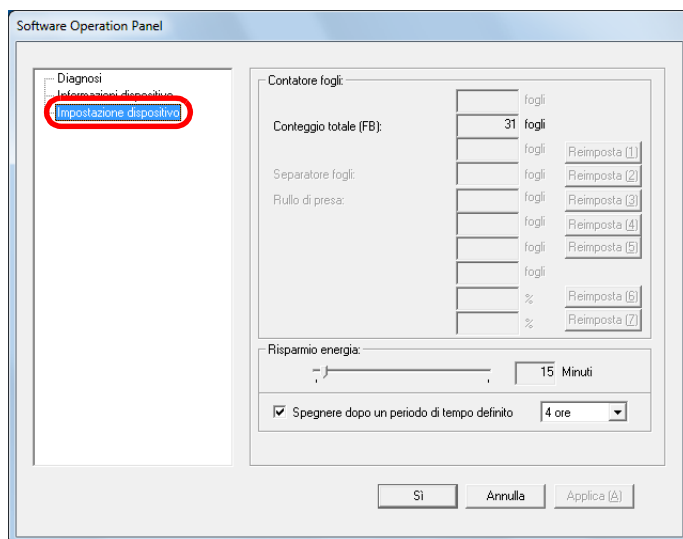 Software Operation Panel
Diagnosi
Informazioni dispositivo
Impostazione dispositivo
Contatore fogli:
fogli
Conteggio totale (FB): 31 fogli
fogli Reimposta (1)
Separatore fogli: fogli Reimposta (2)
Rullo di presa: fogli Reimposta (3)
fogli Reimposta (4)
fogli Reimposta (5)
fogli
% Reimposta (6)
% Reimposta (7)
Risparmio energia:
15 Minuti
Spegnere dopo un periodo di tempo definito 4 ore
Sì Annulla Applica (A)